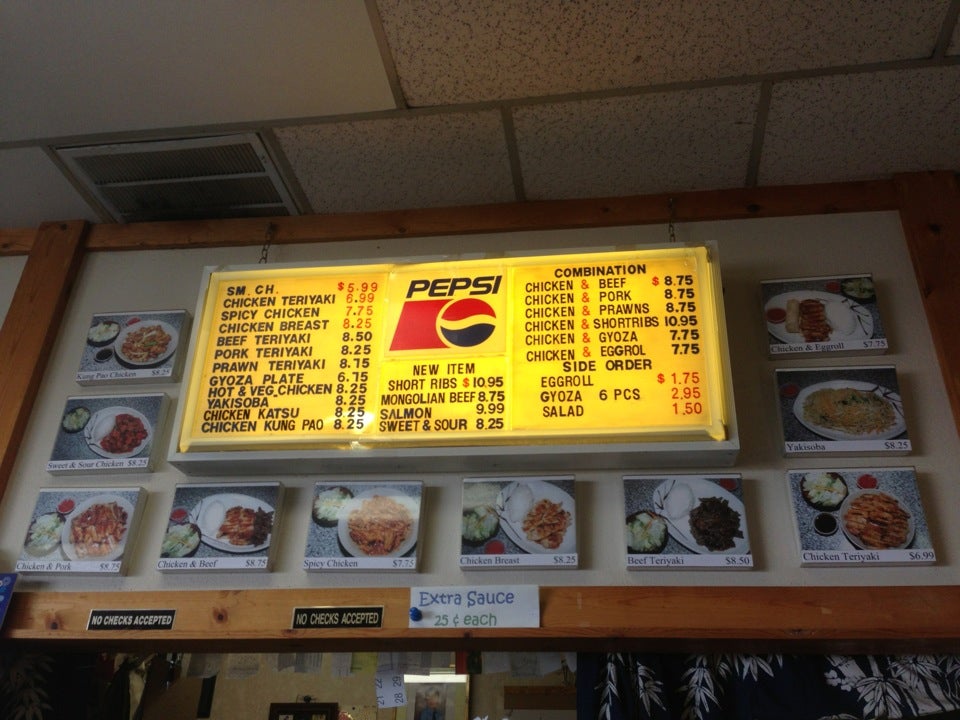 SM. CH. $5.99
CHICKEN TERIYAKI 6.99
SPICY CHICKEN 7.75
CHICKEN BREAST 8.25
BEEF TERIYAKI 8.50
PORK TERIYAKI 8.25
PRAWN TERIYAKI 8.75
GYOZA PLATE 6.75
HOT & VEG CHICKEN 8.25
YAKISOBA 8.25
CHICKEN KATSU 8.25
CHICKEN KUNG PAO 8.25
PEPSI
NEW ITEM
SHORT RIBS $10.95
MONGOLIAN BEEF 8.75
SALMON 9.99
SWEET & SOUR 8.25
COMBINATION
CHICKEN & BEEF $8.75
CHICKEN & PORK 8.75
CHICKEN & PRAWNS 8.75
CHICKEN & SHORTRIBS 10.95
CHICKEN & GYOZA 7.75
CHICKEN & EGGROL 7.75
SIDE ORDER
EGGROLL $1.75
GYOZA 6 PCS 2.95
SALAD 1.50
Kung Pao Chicken $8.25
Sweet & Sour Chicken $8.25
Chicken & Pork $8.75
Chicken & Beef $8.75
Spicy Chicken $7.75
Chicken Breast $8.25
Beef Teriyaki $8.50
Chicken Teriyaki $6.99
Yakisoba $8.25
Chicken & Eggroll $7.75
NO CHECKS ACCEPTED
NO CHECKS ACCEPTED
Extra Sauce
25 ¢ each
21 22
28 29